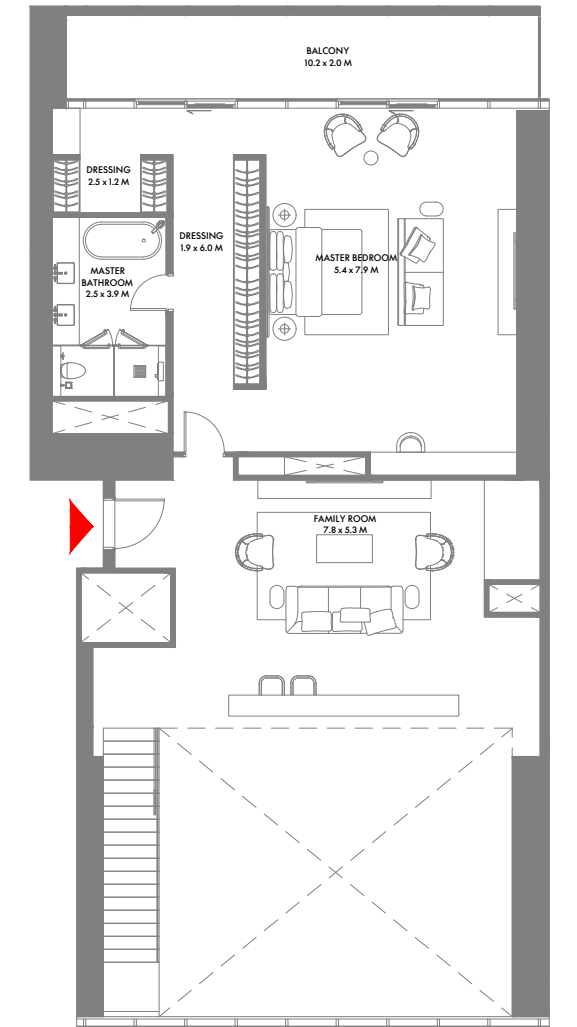 BALCONY
10.2 x 2.0 M
DRESSING
2.5 x 1.2 M
DRESSING
1.9 x 6.0 M
MASTER BEDROOM
5.4 x 7.9 M
MASTER
BATHROOM
2.5 x 3.9 M
FAMILY ROOM
7.8 x 5.3 M